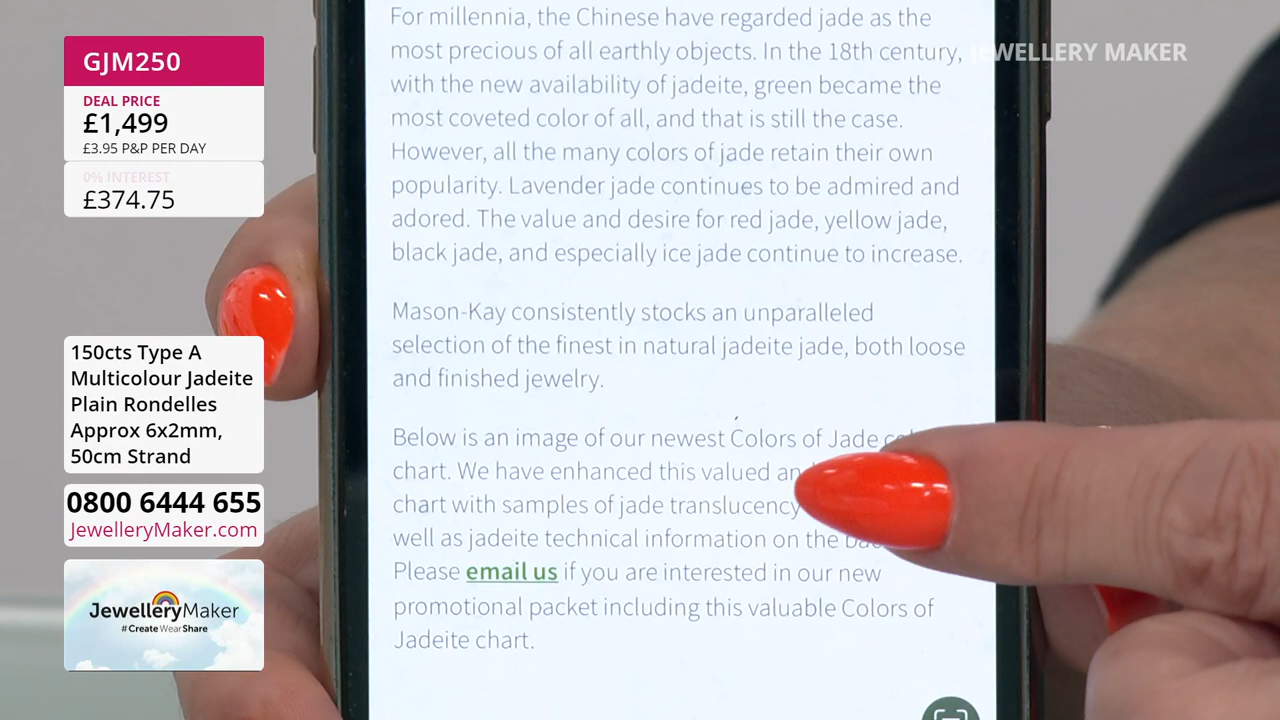 GJM250
DEAL PRICE
£1,499
£3.95 P&P PER DAY
0% INTEREST
£374.75
150cts Type A
Multicolour Jadeite
Plain Rondelles
Approx 6x2mm,
50cm Strand
0800 6444 655
JewelleryMaker.com
JewelleryMaker
#CreateWearShare
JEWELLERY MAKER
For millennia, the Chinese have regarded jade as the
most precious of all earthly objects. In the 18th century,
with the new availability of jadeite, green became the
most coveted color of all, and that is still the case.
However, all the many colors of jade retain their own
popularity. Lavender jade continues to be admired and
adored. The value and desire for red jade, yellow jade,
black jade, and especially ice jade continue to increase.
Mason-Kay consistently stocks an unparalleled
selection of the finest in natural jadeite jade, both loose
and finished jewelry.
Below is an image of our newest Colors of Jade
chart. We have enhanced this valued
chart with samples of jade translucency
well as jadeite technical information on the
Please email us if you are interested in our new
promotional packet including this valuable Colors of
Jadeite chart.